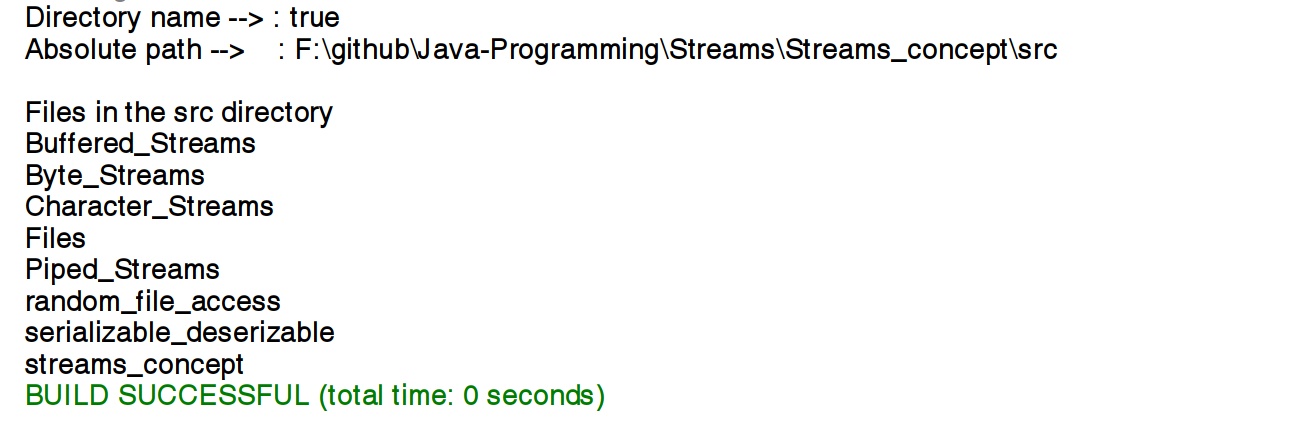 Directory name --> : true
Absolute path -->    : F:\github\Java-Programming\Streams\Streams_concept\src

Files in the src directory
Buffered_Streams
Byte_Streams
Character_Streams
Files
Piped_Streams
random_file_access
serializable_deserizable
streams_concept
BUILD SUCCESSFUL (total time: 0 seconds)